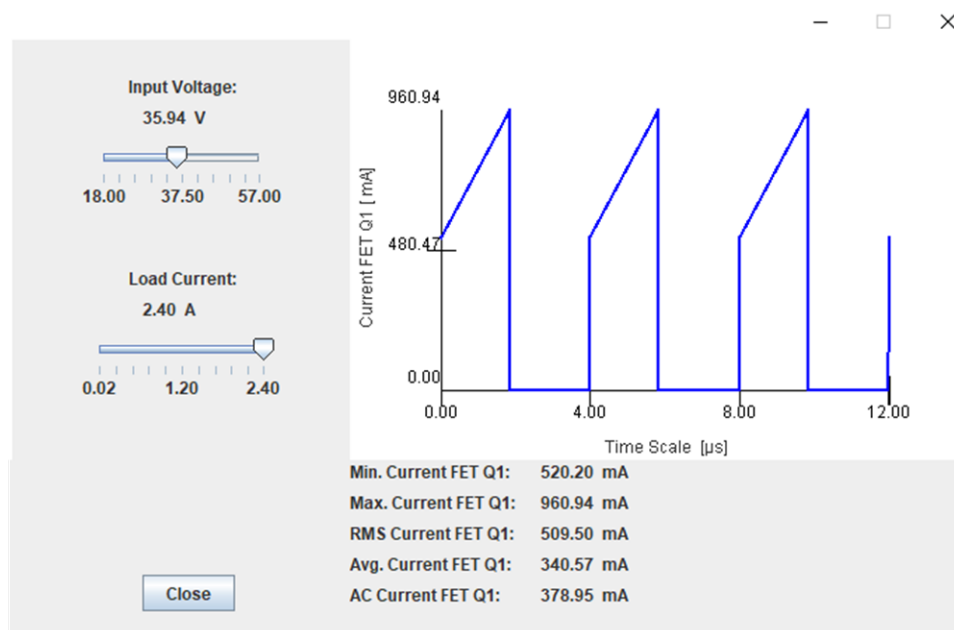 Input Voltage:
35.94 V
18.00 37.50 57.00
Load Current:
2.40 A
0.02 1.20 2.40
960.94
480.47
0.00
Current FET Q1 [mA]
0.00 4.00 8.00 12.00
Time Scale [µs]
Min. Current FET Q1: 520.20 mA
Max. Current FET Q1: 960.94 mA
RMS Current FET Q1: 509.50 mA
Avg. Current FET Q1: 340.57 mA
AC Current FET Q1: 378.95 mA
Close